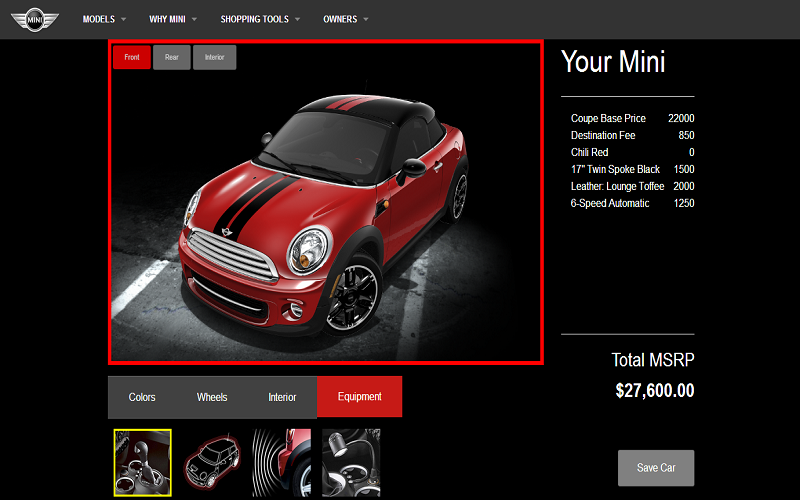 MINI
MODELS WHY MINI SHOPPING TOOLS OWNERS
Front Rear Interior
Your Mini
Coupe Base Price 22000
Destination Fee 850
Chili Red 0
17" Twin Spoke Black 1500
Leather: Lounge Toffee 2000
6-Speed Automatic 1250
Total MSRP
$27,600.00
Colors Wheels Interior Equipment
Save Car